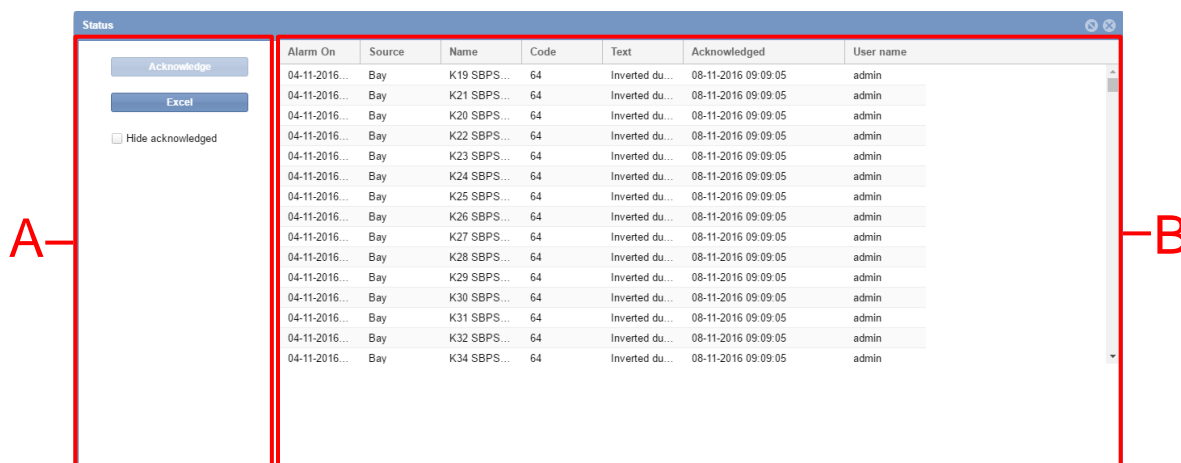 Status
Alarm On Source Name Code Text Acknowledged User name
Acknowledge
04-11-2016... Bay K19 SBPS... 64 Inverted du... 08-11-2016 09:09:05 admin
04-11-2016... Bay K21 SBPS... 64 Inverted du... 08-11-2016 09:09:05 admin
Excel
04-11-2016... Bay K20 SBPS... 64 Inverted du... 08-11-2016 09:09:05 admin
Hide acknowledged
04-11-2016... Bay K22 SBPS... 64 Inverted du... 08-11-2016 09:09:05 admin
04-11-2016... Bay K23 SBPS... 64 Inverted du... 08-11-2016 09:09:05 admin
04-11-2016... Bay K24 SBPS... 64 Inverted du... 08-11-2016 09:09:05 admin
04-11-2016... Bay K25 SBPS... 64 Inverted du... 08-11-2016 09:09:05 admin
04-11-2016... Bay K26 SBPS... 64 Inverted du... 08-11-2016 09:09:05 admin
A
04-11-2016... Bay K27 SBPS... 64 Inverted du... 08-11-2016 09:09:05 admin
B
04-11-2016... Bay K28 SBPS... 64 Inverted du... 08-11-2016 09:09:05 admin
04-11-2016... Bay K29 SBPS... 64 Inverted du... 08-11-2016 09:09:05 admin
04-11-2016... Bay K30 SBPS... 64 Inverted du... 08-11-2016 09:09:05 admin
04-11-2016... Bay K31 SBPS... 64 Inverted du... 08-11-2016 09:09:05 admin
04-11-2016... Bay K32 SBPS... 64 Inverted du... 08-11-2016 09:09:05 admin
04-11-2016... Bay K34 SBPS... 64 Inverted du... 08-11-2016 09:09:05 admin